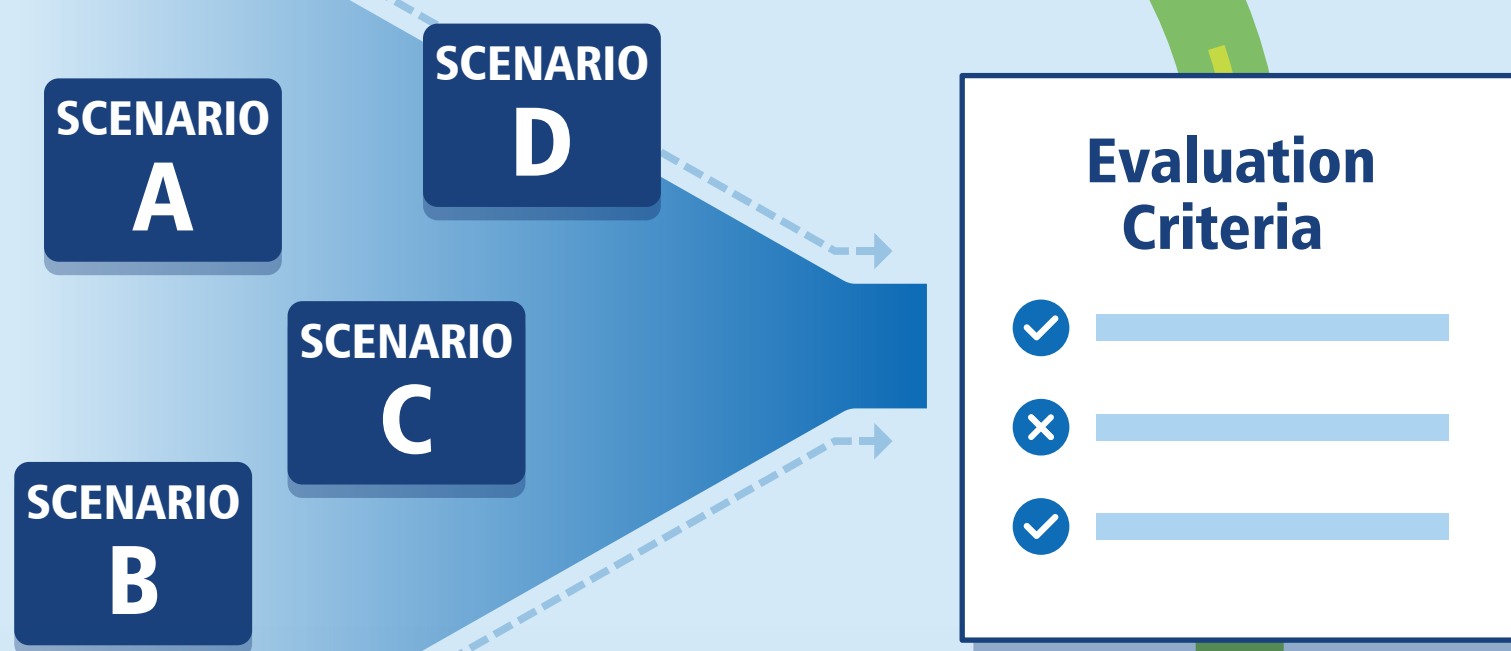 SCENARIO
A
SCENARIO
D
SCENARIO
C
SCENARIO
B
Evaluation
Criteria